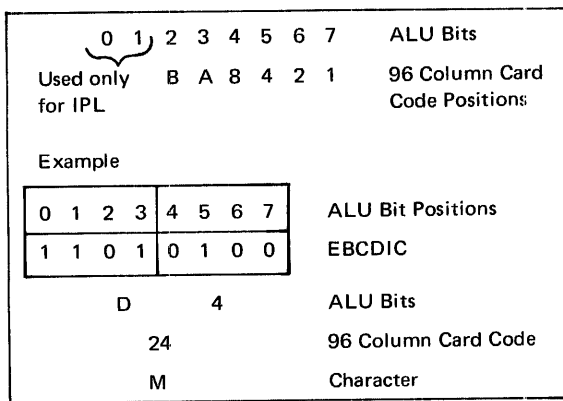 0 1 2 3 4 5 6 7 ALU Bits
Used only B A 8 4 2 1 96 Column Card
for IPL Code Positions
Example
0 1 2 3 4 5 6 7 ALU Bit Positions
1 1 0 1 0 1 0 0 EBCDIC
D 4 ALU Bits
24 96 Column Card Code
M Character